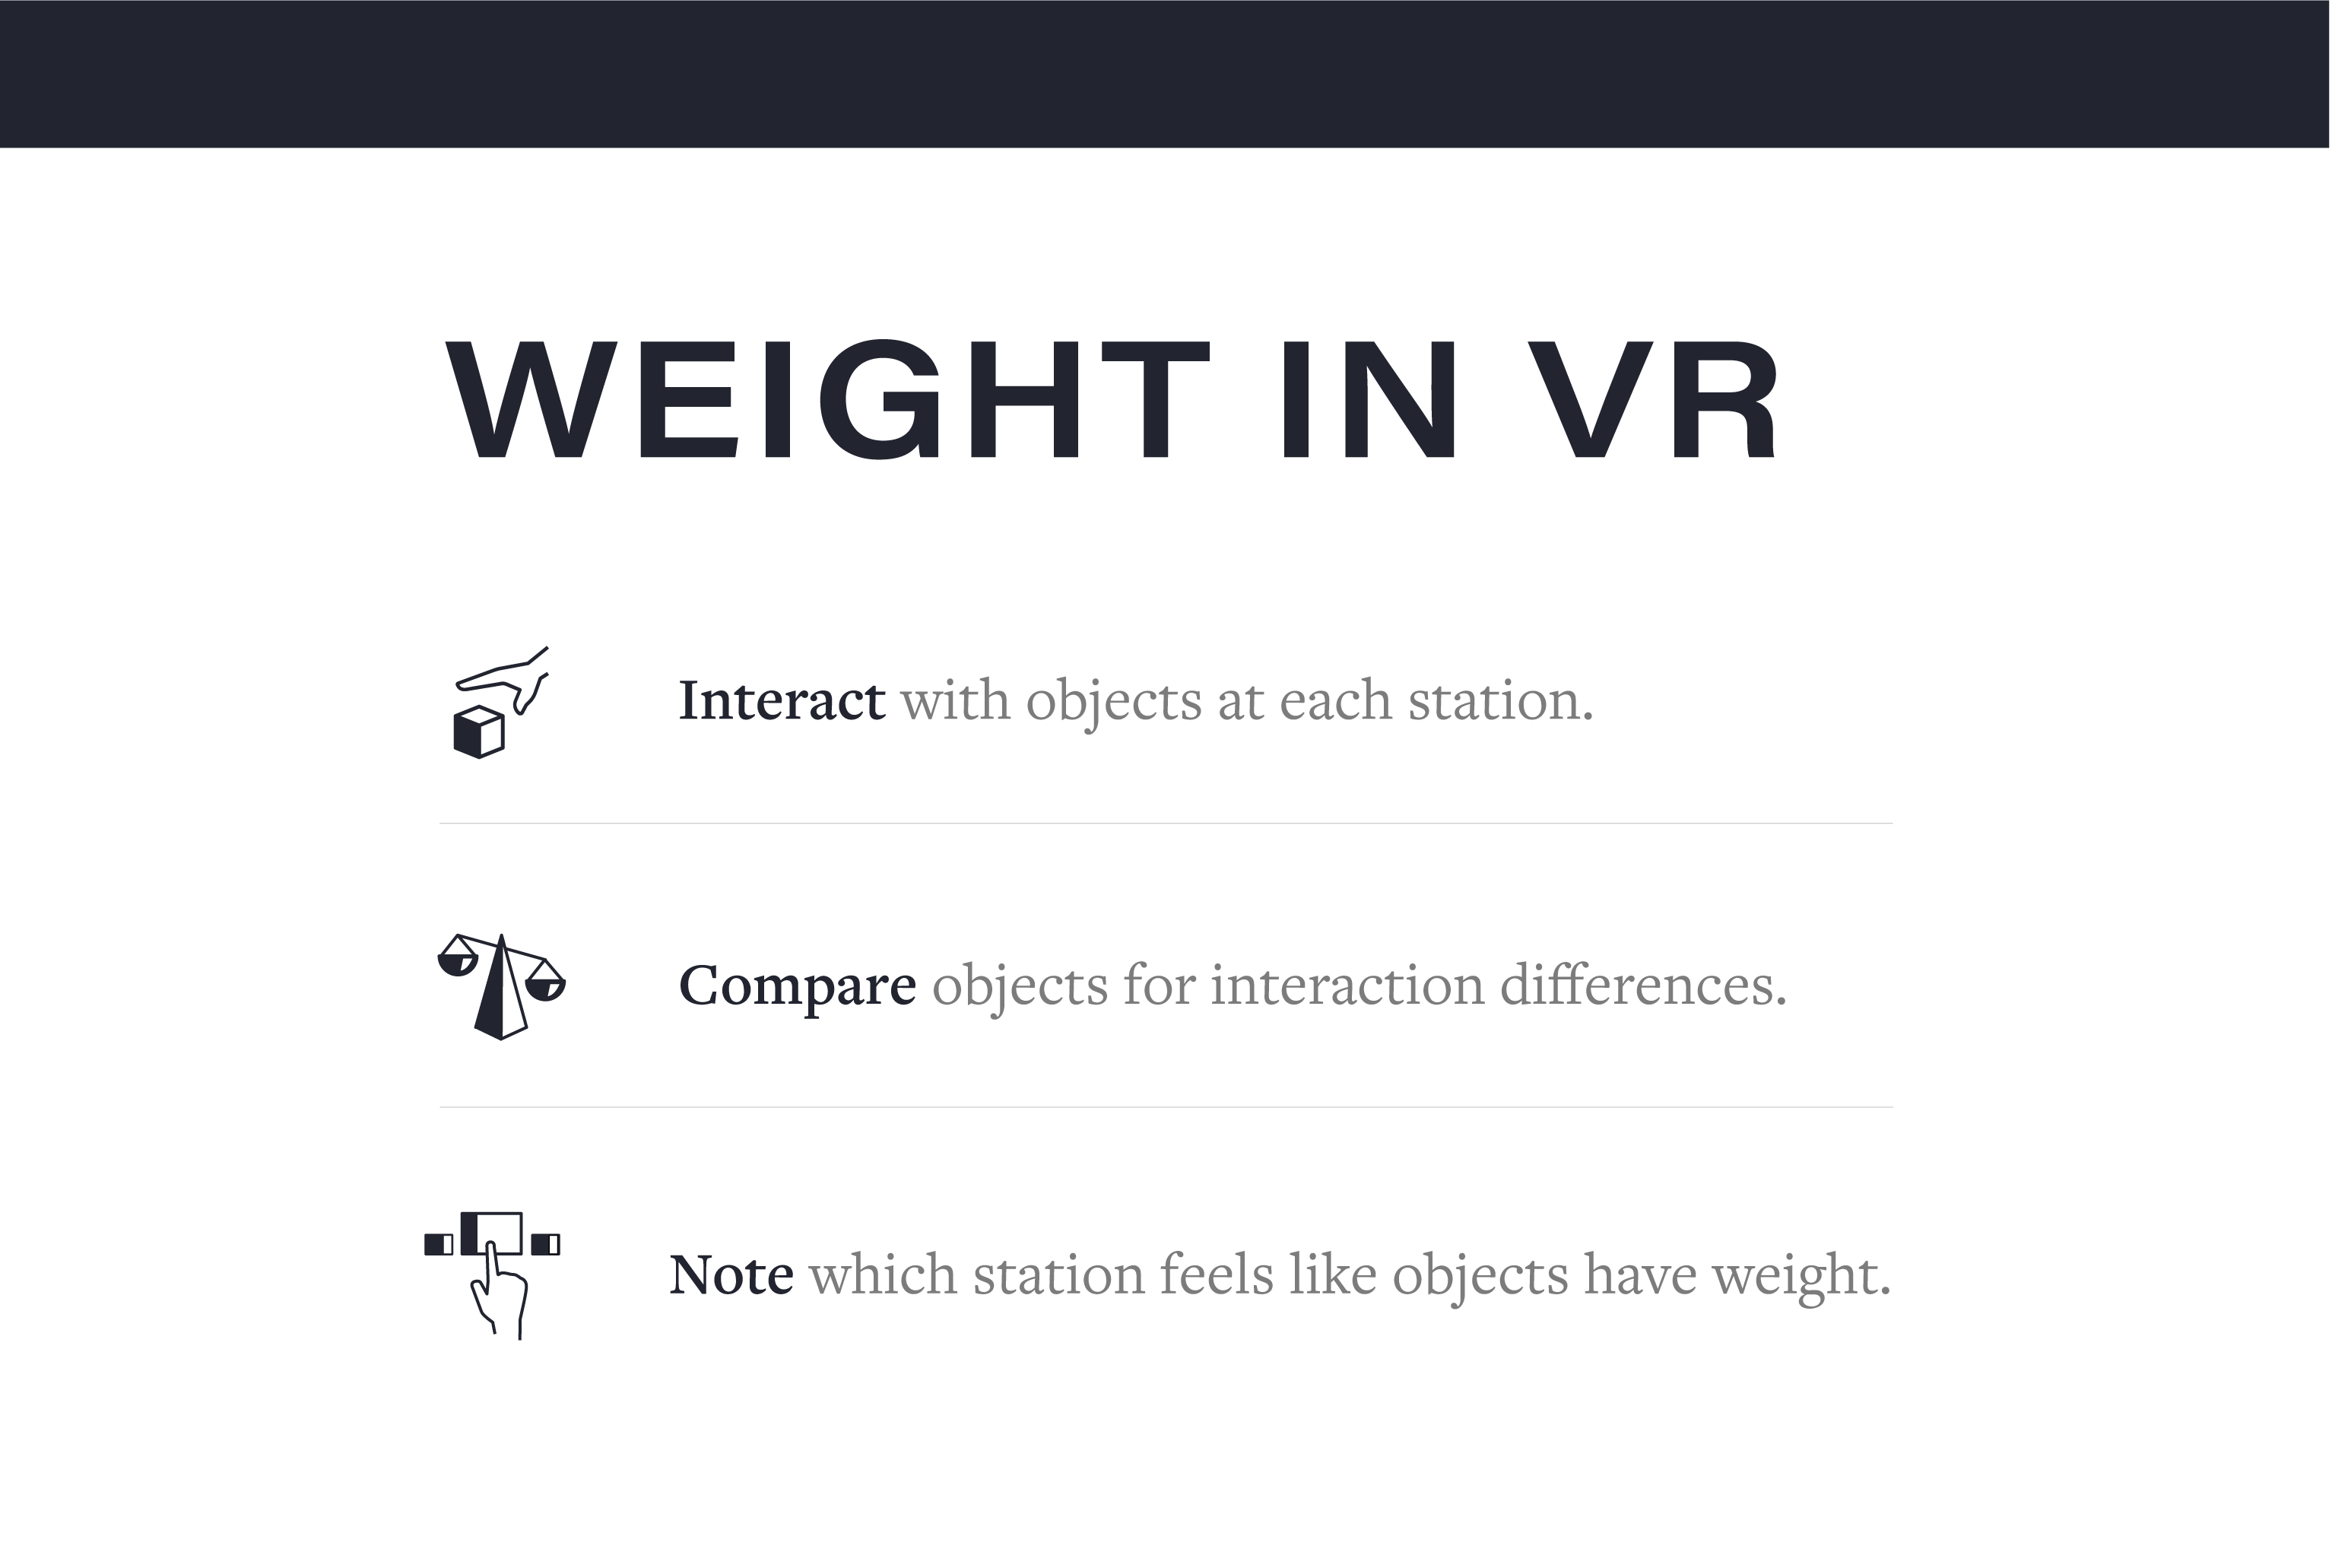 WEIGHT IN VR
Interact with objects at each station.
Compare objects for interaction differences.
Note which station feels like objects have weight.